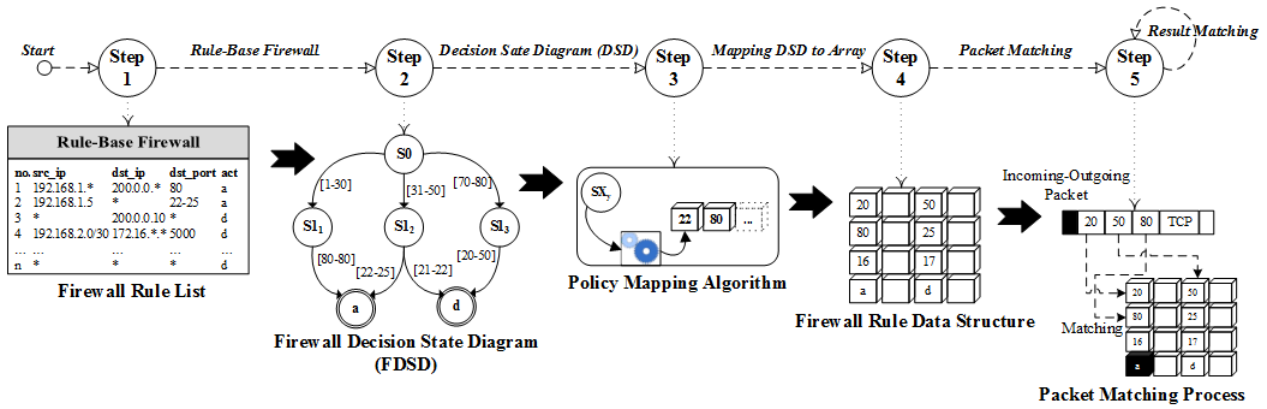 Start
Step 1
Rule-Base Firewall
Step 2
Decision Sate Diagram (DSD)
Step 3
Mapping DSD to Array
Step 4
Packet Matching
Step 5
Result Matching
Rule-Base Firewall
no. src_ip dst_ip dst_port act
1 192.168.1.* 200.0.0.* 80 a
2 192.168.1.5 * 22-25 a
3 * 200.0.0.10 * d
4 192.168.2.0/30 172.16.*.* 5000 d
... ... ... ... ...
n * * * d
Firewall Rule List
S0
[1-30]
[31-50]
[70-80]
S1₁
S1₂
S1₃
[80-80]
[22-25]
[21-22]
[20-50]
a
d
Firewall Decision State Diagram
(FDSD)
SXᵧ
22 80 ...
Policy Mapping Algorithm
20 50
80 25
16 17
a d
Firewall Rule Data Structure
Incoming-Outgoing
Packet
20 50 80 TCP
Matching
20 50
80 25
16 17
a d
Packet Matching Process